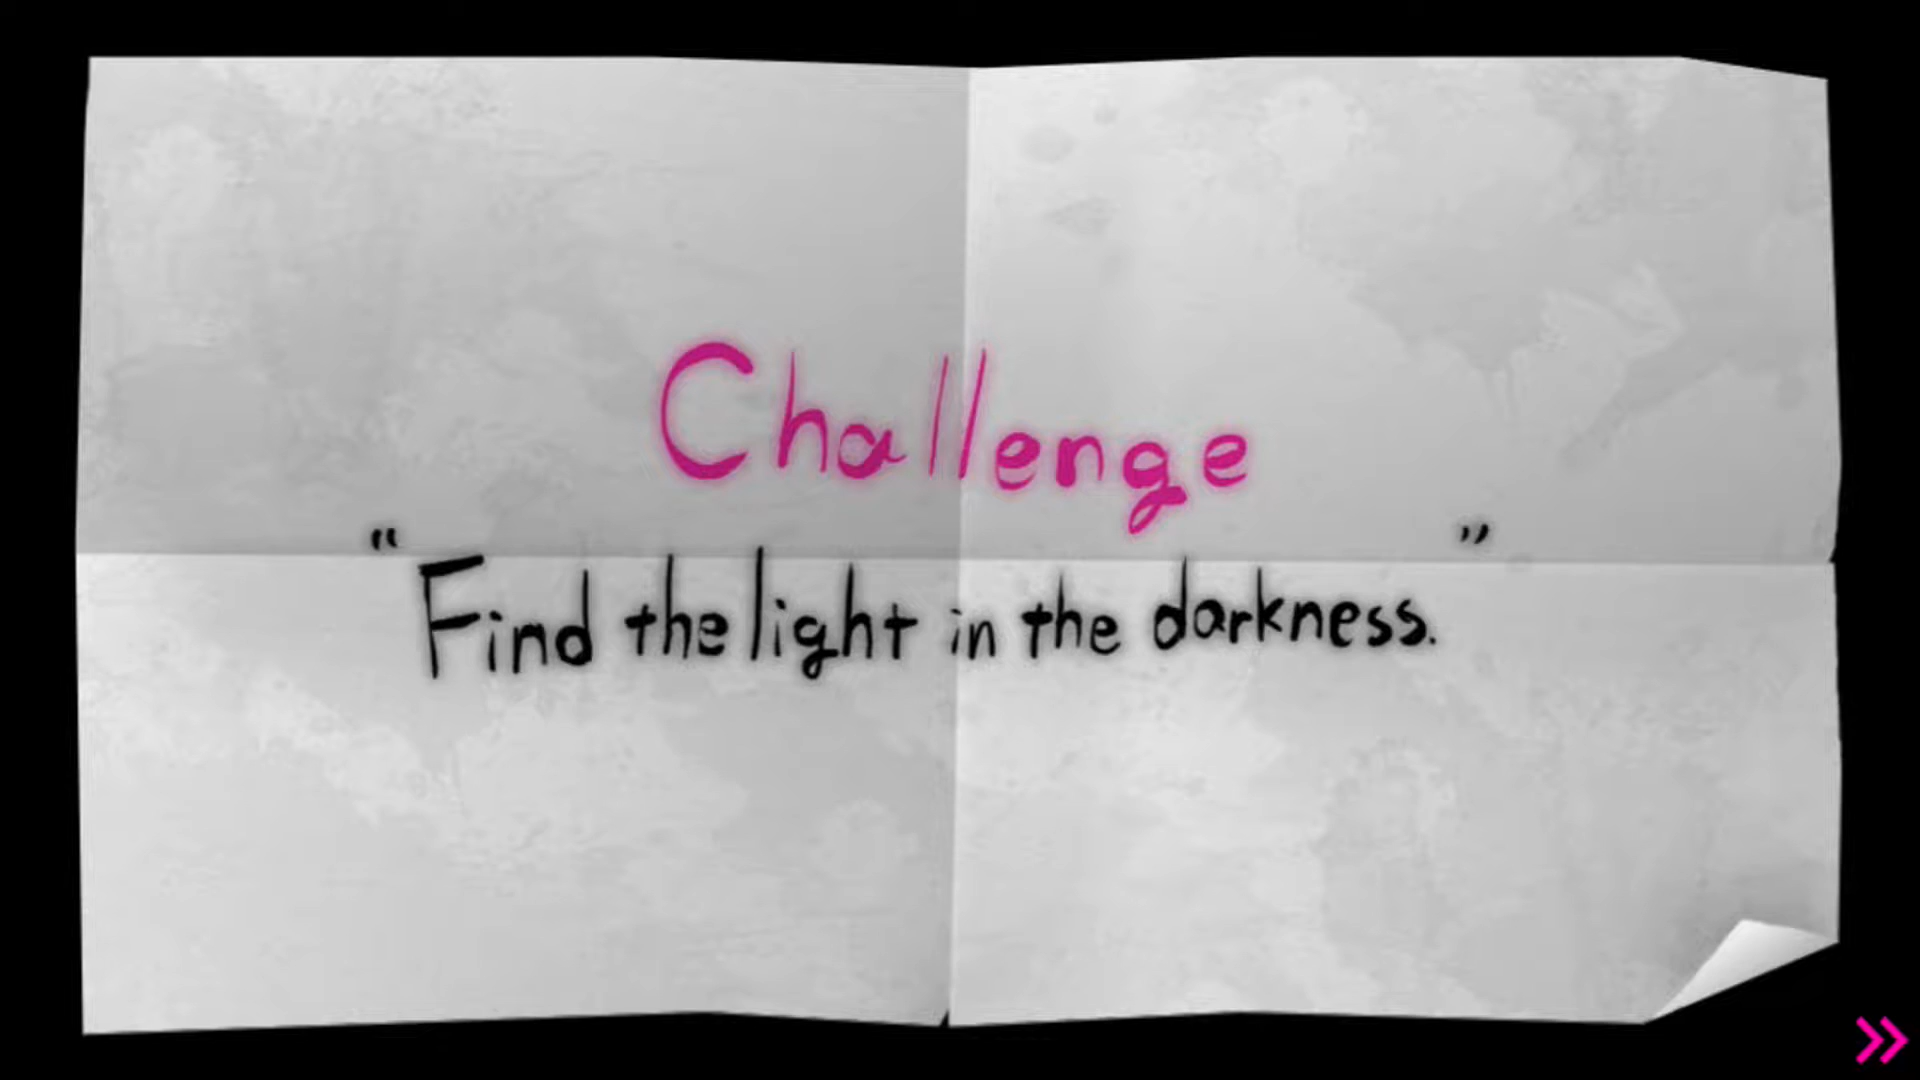 Challenge
“Find the light in the darkness.”